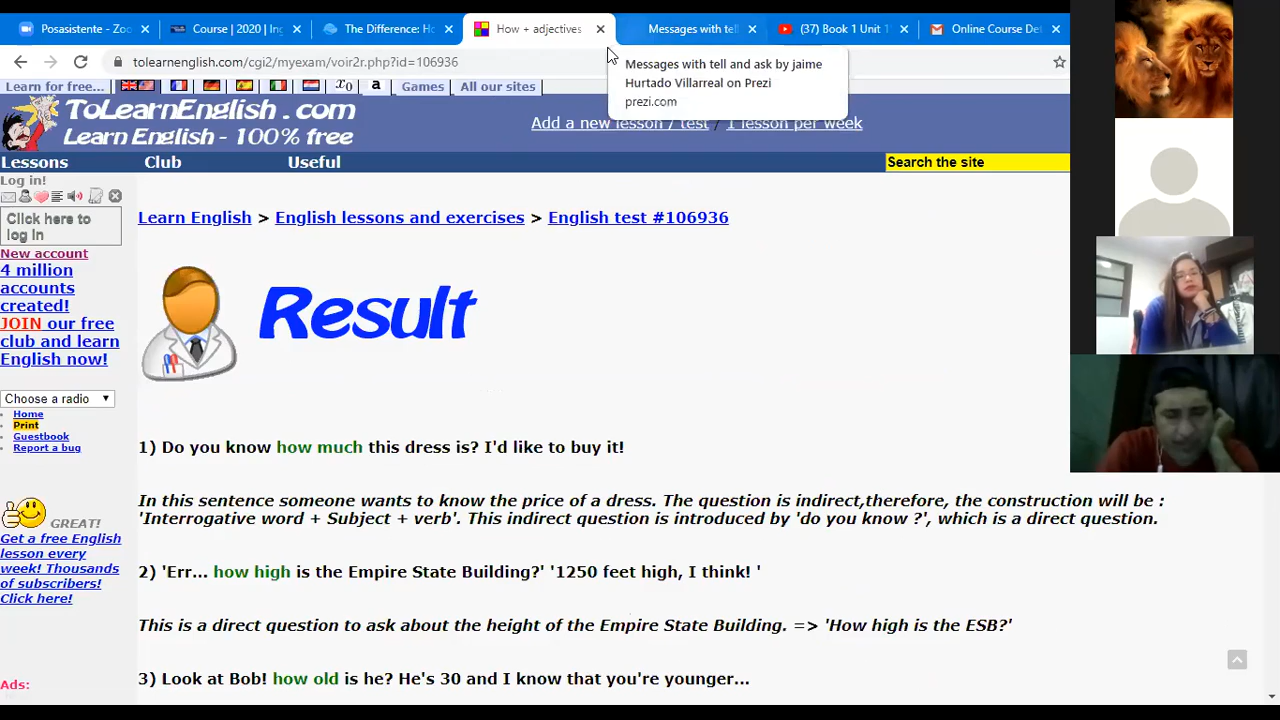 Posasistente - Zoo
Course | 2020 | In
The Difference: Ho
How + adjectives
Messages with tell
(37) Book 1 Unit 1
Online Course De
tolearnenglish.com/cgi2/myexam/voir2r.php?id=106936
Messages with tell and ask by jaime
Hurtado Villarreal on Prezi
prezi.com
Learn for free... x0 a Games All our sites
ToLearnEnglish.com
Learn English - 100% free
Add a new lesson / test / 1 lesson per week
Lessons Club Useful Search the site
Log in!
Click here to
log in
New account
4 million
accounts
created!
JOIN our free
club and learn
English now!
Choose a radio
Home
Print
Guestbook
Report a bug
GREAT!
Get a free English
lesson every
week! Thousands
of subscribers!
Click here!
Ads:
Learn English > English lessons and exercises > English test #106936
Result
1) Do you know how much this dress is? I'd like to buy it!
In this sentence someone wants to know the price of a dress. The question is indirect,therefore, the construction will be :
'Interrogative word + Subject + verb'. This indirect question is introduced by 'do you know ?', which is a direct question.
2) 'Err... how high is the Empire State Building?' '1250 feet high, I think! '
This is a direct question to ask about the height of the Empire State Building. => 'How high is the ESB?'
3) Look at Bob! how old is he? He's 30 and I know that you're younger...